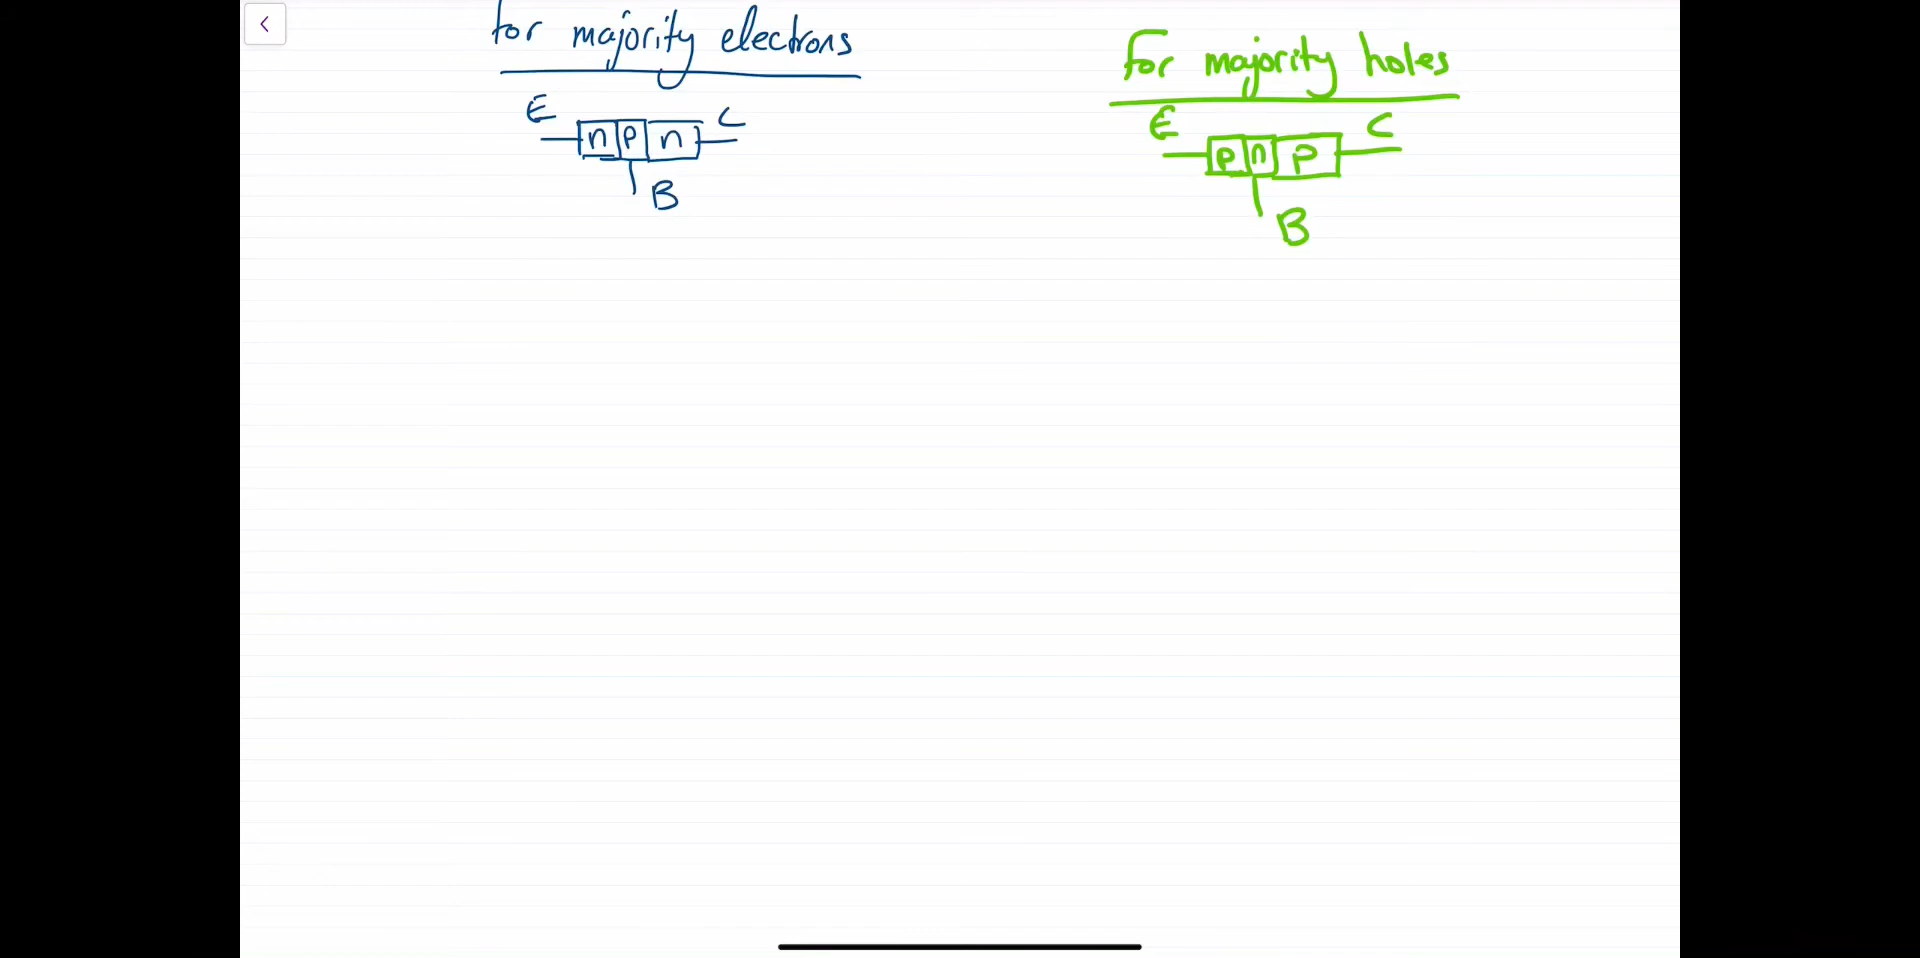 for majority electrons
E n p n C
B
For majority holes
E p n p C
B